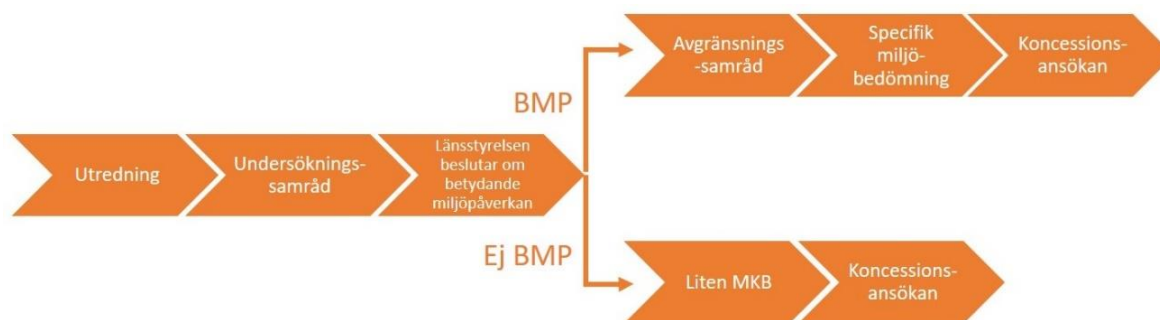 Utredning
Undersöknings-
samråd
Länsstyrelsen
beslutar om
betydande
miljöpåverkan
BMP
Avgränsnings
-samråd
Specifik
miljö-
bedömning
Koncessions-
ansökan
Ej BMP
Liten MKB
Koncessions-
ansökan